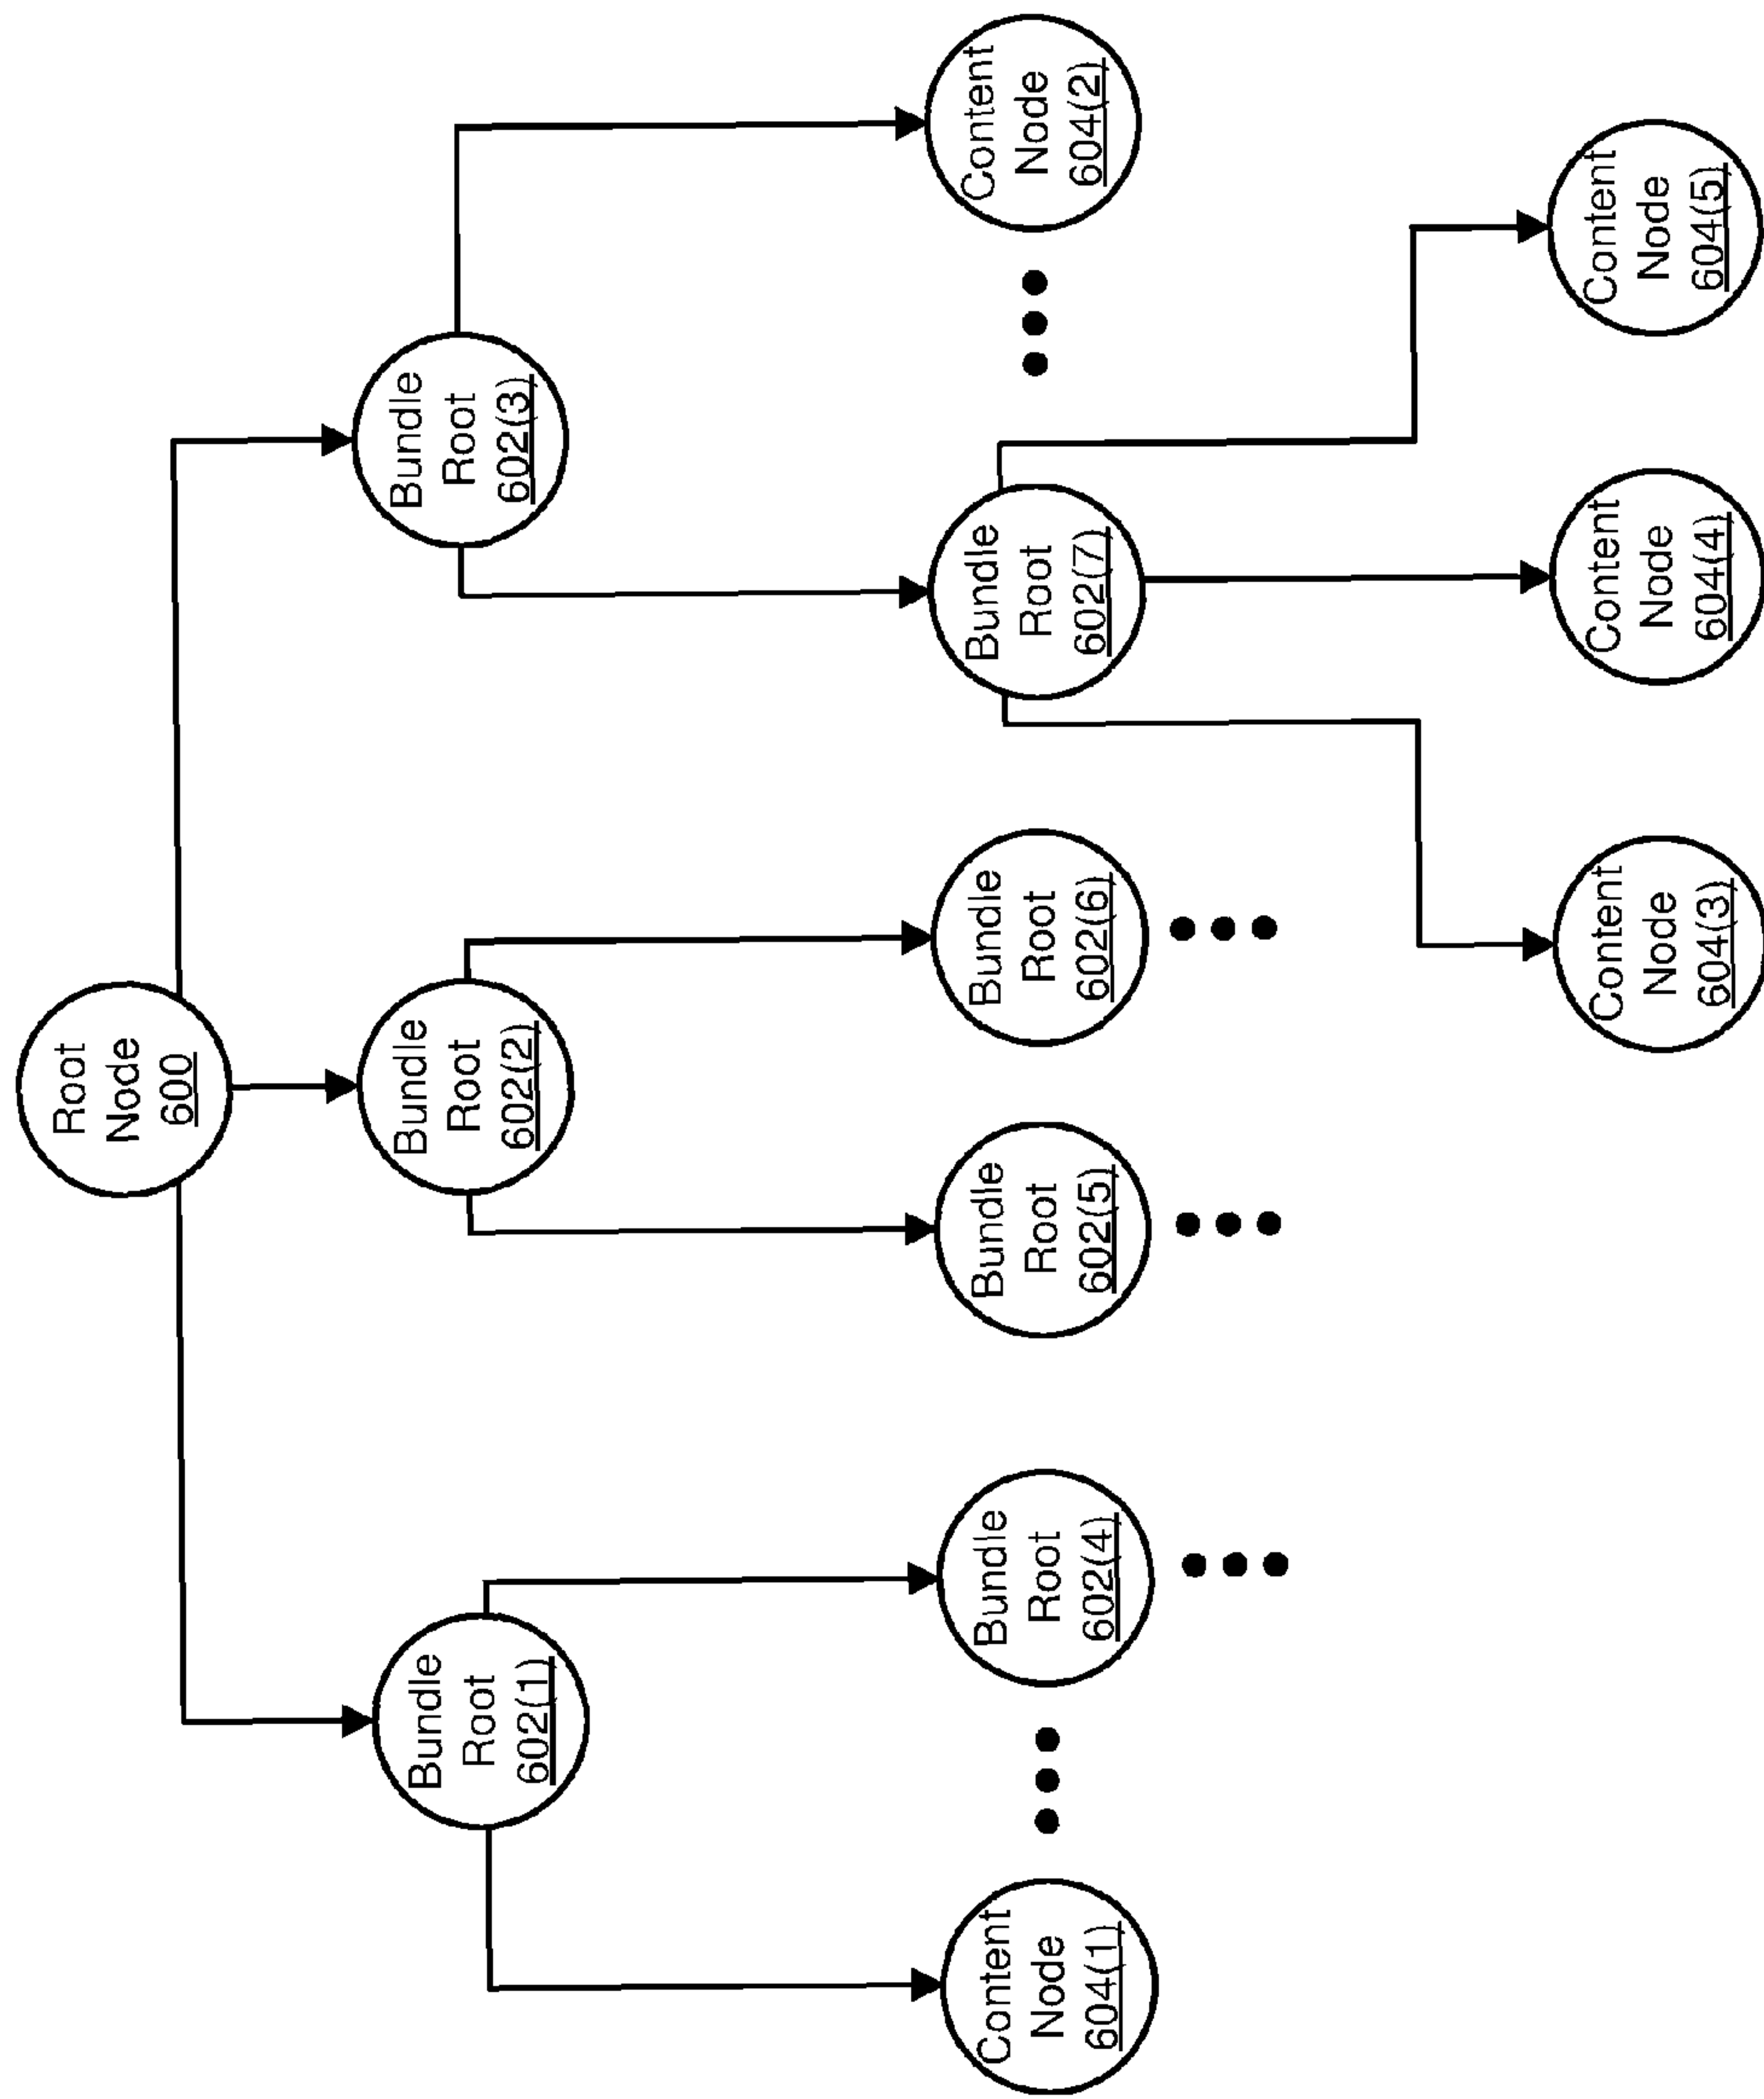 Root
Node
600
Bundle
Root
602(1)
Bundle
Root
602(2)
Bundle
Root
602(3)
Content
Node
604(1)
Bundle
Root
602(4)
Bundle
Root
602(5)
Bundle
Root
602(6)
Bundle
Root
602(7)
Content
Node
604(2)
Content
Node
604(3)
Content
Node
604(4)
Content
Node
604(5)